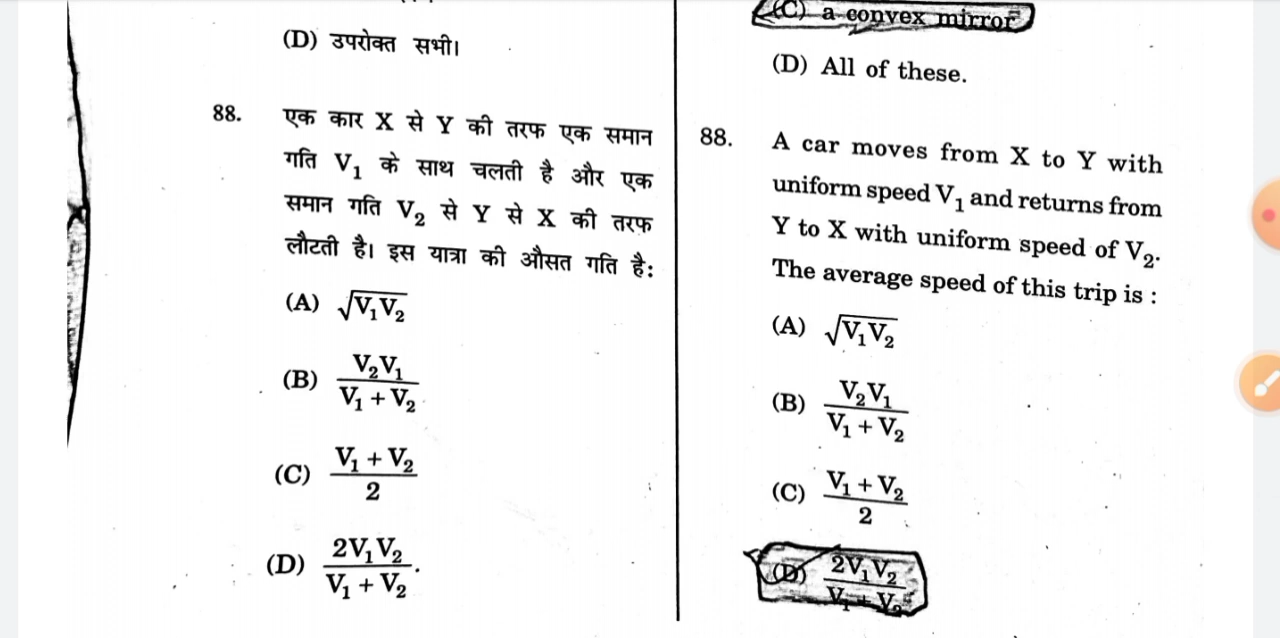 (D) उपरोक्त सभी।
88. एक कार X से Y की तरफ एक समान
गति V₁ के साथ चलती है और एक
समान गति V₂ से Y से X की तरफ
लौटती है। इस यात्रा की औसत गति है:
(A) √V₁V₂
(B) V₂V₁
V₁ + V₂
(C) V₁ + V₂
2
(D) 2V₁V₂
V₁ + V₂.
(C) a convex mirror
(D) All of these.
88. A car moves from X to Y with
uniform speed V₁ and returns from
Y to X with uniform speed of V₂.
The average speed of this trip is :
(A) √V₁V₂
(B) V₂V₁
V₁ + V₂
(C) V₁ + V₂
2
(D) 2V₁V₂
V₁ + V₂